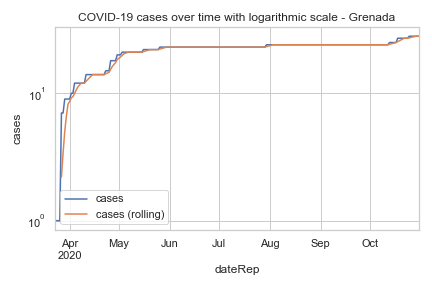 COVID-19 cases over time with logarithmic scale - Grenada
cases
10¹
10⁰
cases
cases (rolling)
Apr
2020
May
Jun
Jul
Aug
Sep
Oct
dateRep